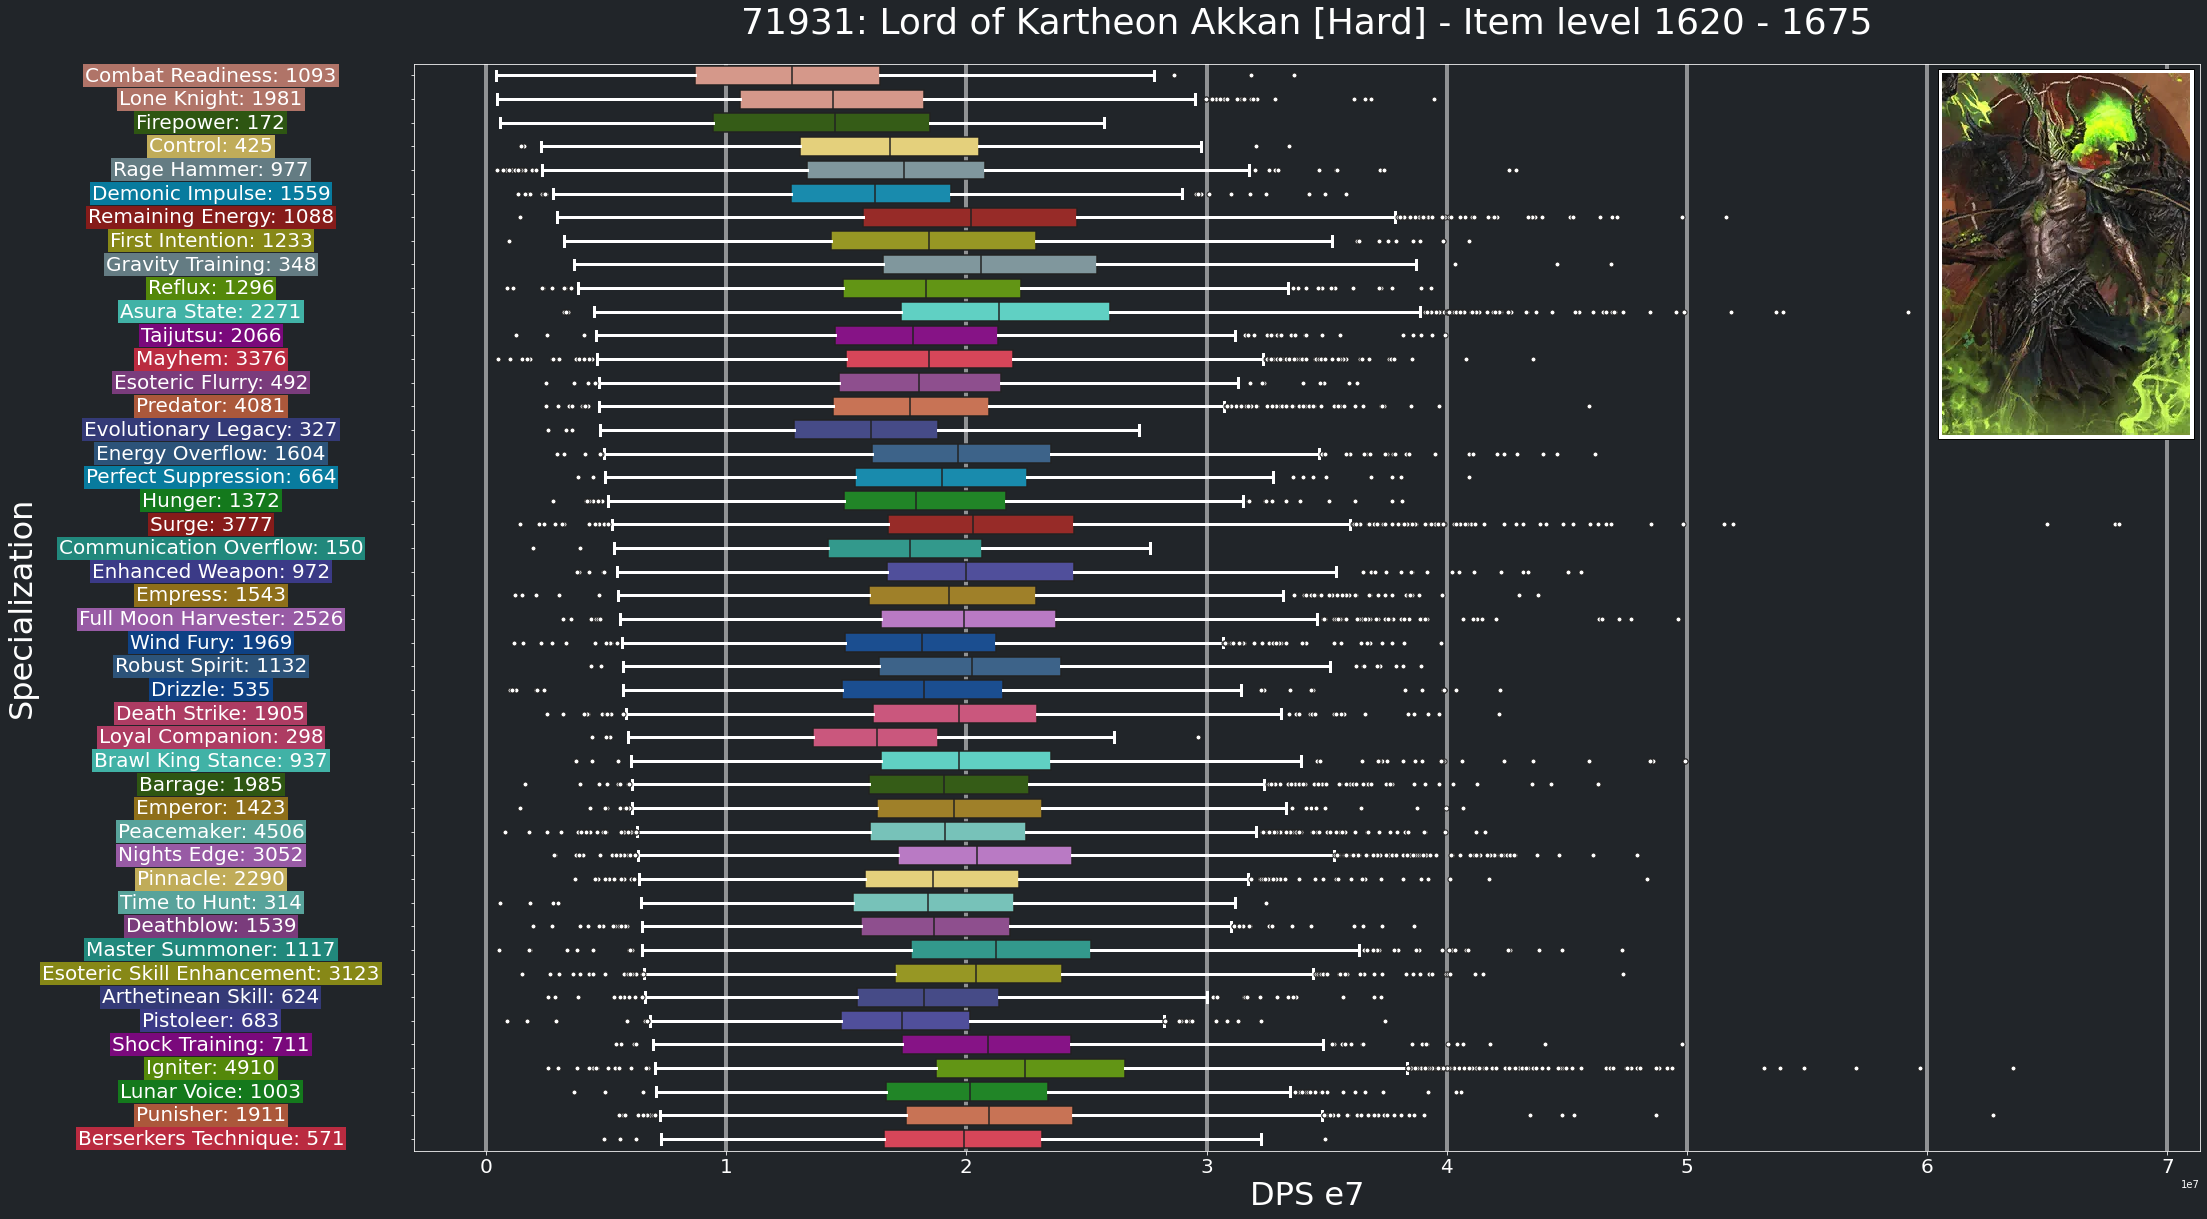 71931: Lord of Kartheon Akkan [Hard] - Item level 1620 - 1675
Specialization
Combat Readiness: 1093
Lone Knight: 1981
Firepower: 172
Control: 425
Rage Hammer: 977
Demonic Impulse: 1559
Remaining Energy: 1088
First Intention: 1233
Gravity Training: 348
Reflux: 1296
Asura State: 2271
Taijutsu: 2066
Mayhem: 3376
Esoteric Flurry: 492
Predator: 4081
Evolutionary Legacy: 327
Energy Overflow: 1604
Perfect Suppression: 664
Hunger: 1372
Surge: 3777
Communication Overflow: 150
Enhanced Weapon: 972
Empress: 1543
Full Moon Harvester: 2526
Wind Fury: 1969
Robust Spirit: 1132
Drizzle: 535
Death Strike: 1905
Loyal Companion: 298
Brawl King Stance: 937
Barrage: 1985
Emperor: 1423
Peacemaker: 4506
Nights Edge: 3052
Pinnacle: 2290
Time to Hunt: 314
Deathblow: 1539
Master Summoner: 1117
Esoteric Skill Enhancement: 3123
Arthetinean Skill: 624
Pistoleer: 683
Shock Training: 711
Igniter: 4910
Lunar Voice: 1003
Punisher: 1911
Berserkers Technique: 571
0 1 2 3 4 5 6 7
DPS e7
1e7